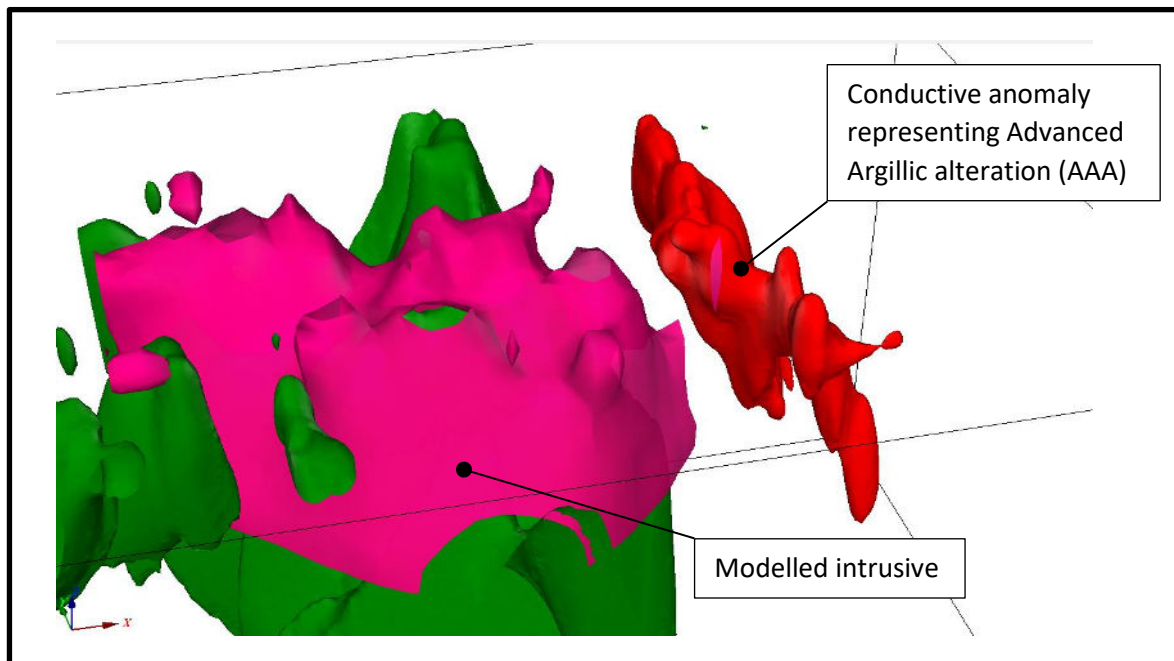 Conductive anomaly
representing Advanced
Argillic alteration (AAA)
Modelled intrusive
x